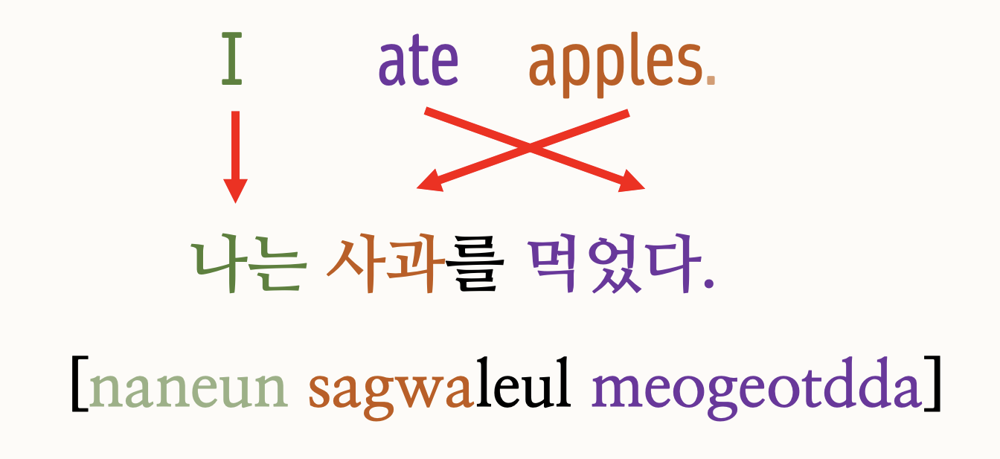 I ate apples.
나는 사과를 먹었다.
[naneun sagwaleul meogeotdda]